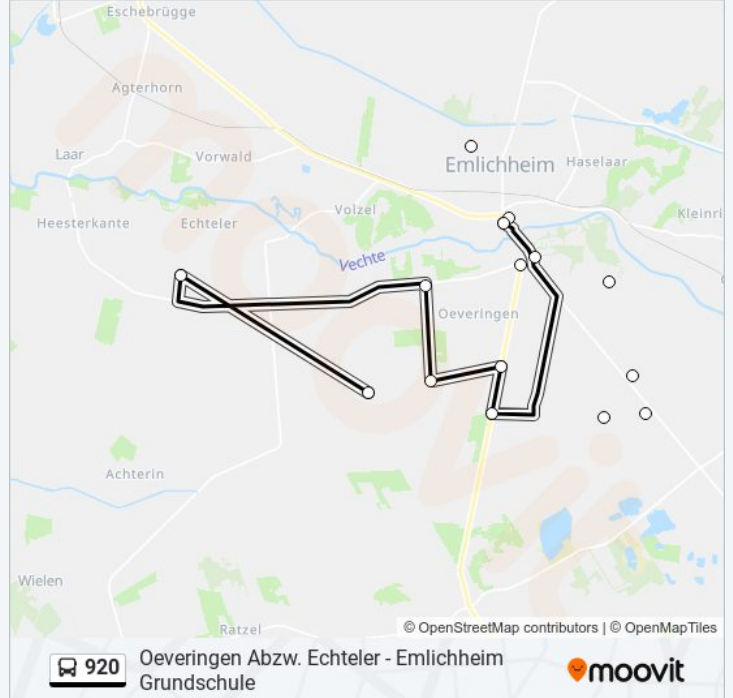 Eschebrügge
Agterhorn
Laar
Vorwald
Emlichheim
Haselaar
Heesterkante
Echteler
Volzel
Kleinri
Vechte
Oeveringen
Achterin
Wielen
Ratzel
moovit
© OpenStreetMap contributors | © OpenMapTiles
920
Oeveringen Abzw. Echteler - Emlichheim
Grundschule
moovit